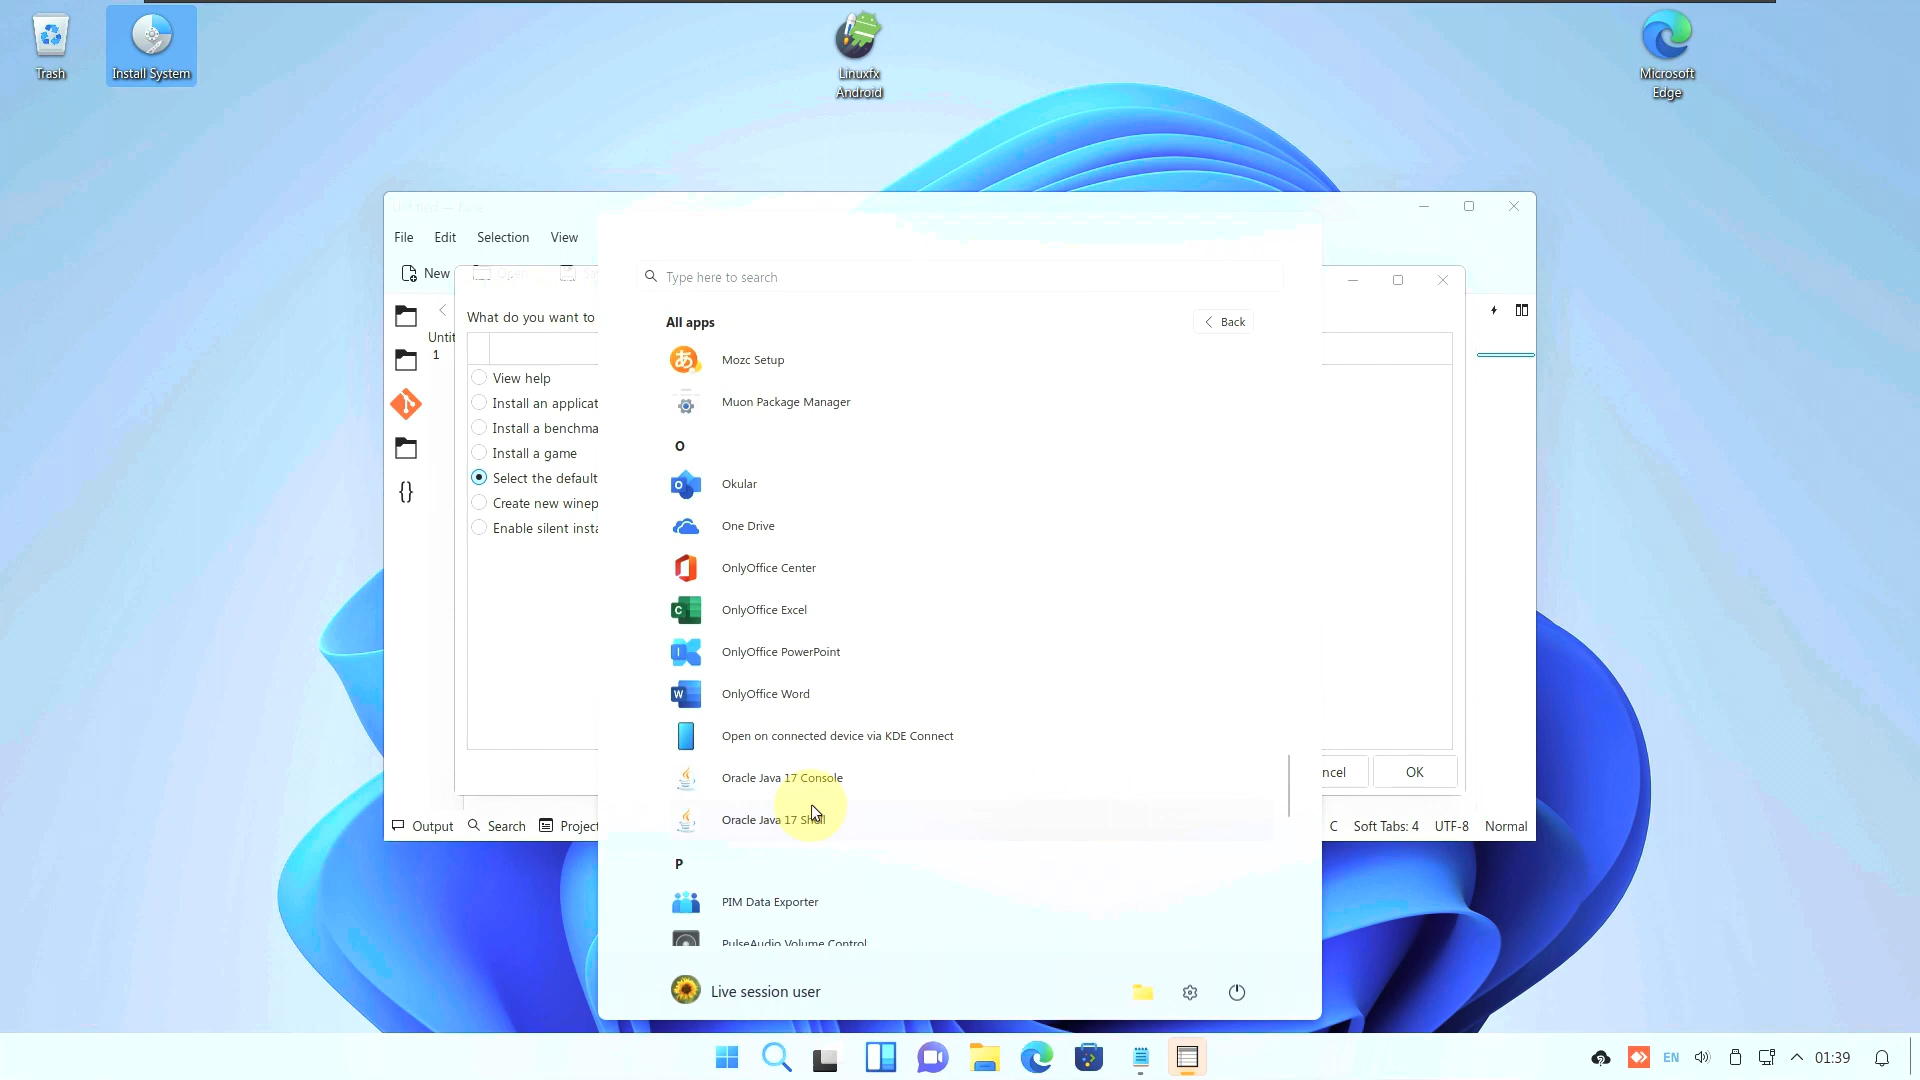 Trash
Install System
Linuxfx
Android
Microsoft
Edge
File Edit Selection View
New Open
Type here to search
What do you want to
All apps
Back
Untit
1
Mozc Setup
View help
Muon Package Manager
Install an applicat
Install a benchma
O
Install a game
Select the default
Okular
Create new winep
One Drive
Enable silent insta
OnlyOffice Center
OnlyOffice Excel
OnlyOffice PowerPoint
OnlyOffice Word
Open on connected device via KDE Connect
Oracle Java 17 Console
ncel OK
Oracle Java 17 Shell
Output Search Project
C Soft Tabs: 4 UTF-8 Normal
P
PIM Data Exporter
PulseAudio Volume Control
Live session user
EN 01:39